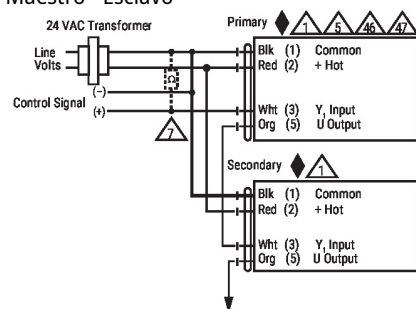 Maestro - Esclavo
24 VAC Transformer
Line
Volts
Control Signal
(-)
(+)
Ω
7
Primary
1
5
46
47
Blk (1) Common
Red (2) + Hot
Wht (3) Y, Input
Org (5) U Output
Secondary
1
Blk (1) Common
Red (2) + Hot
Wht (3) Y, Input
Org (5) U Output